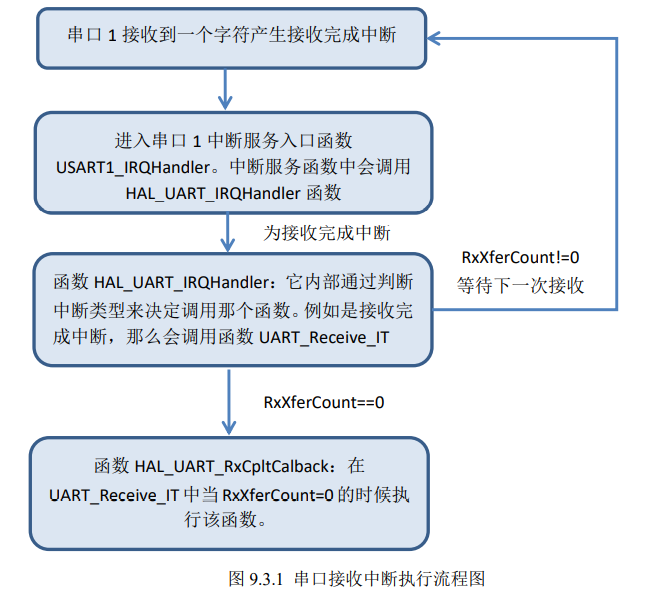 串口 1 接收到一个字符产生接收完成中断
进入串口 1 中断服务入口函数
USART1_IRQHandler。中断服务函数中会调用
HAL_UART_IRQHandler 函数
为接收完成中断
RxXferCount!=0
等待下一次接收
函数 HAL_UART_IRQHandler：它内部通过判断
中断类型来决定调用那个函数。例如是接收完
成中断，那么会调用函数 UART_Receive_IT
RxXferCount==0
函数 HAL_UART_RxCpltCalback：在
UART_Receive_IT 中当 RxXferCount=0 的时候执
行该函数。
图 9.3.1 串口接收中断执行流程图